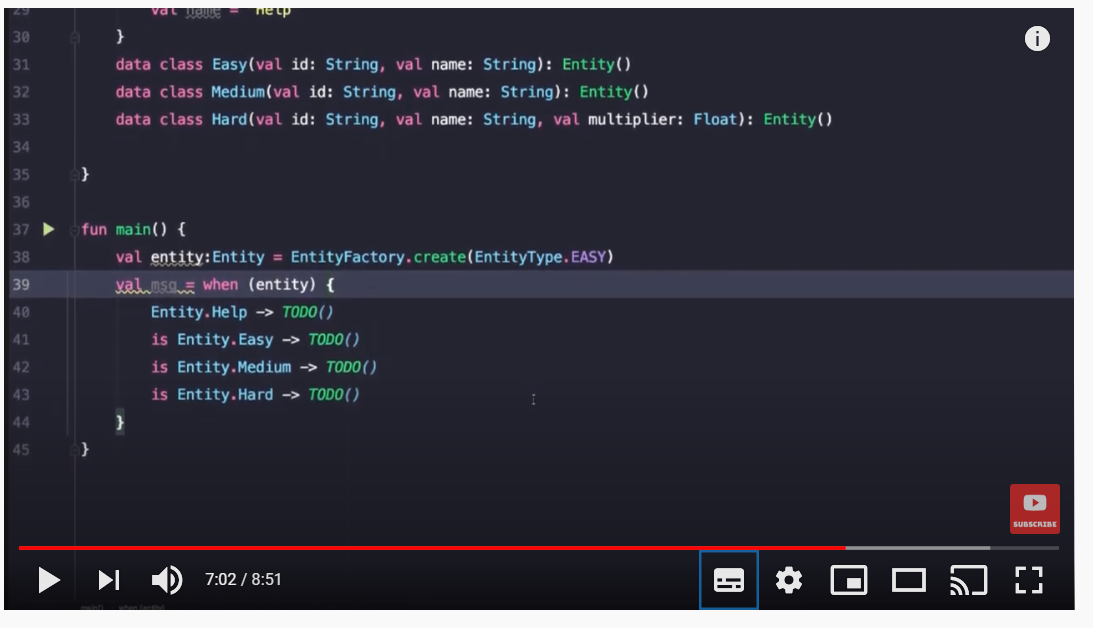 29 val name = "Help"
30 }
31 data class Easy(val id: String, val name: String): Entity()
32 data class Medium(val id: String, val name: String): Entity()
33 data class Hard(val id: String, val name: String, val multiplier: Float): Entity()
34
35 }
36
37 fun main() {
38 val entity:Entity = EntityFactory.create(EntityType.EASY)
39 val msg = when (entity) {
40 Entity.Help -> TODO()
41 is Entity.Easy -> TODO()
42 is Entity.Medium -> TODO()
43 is Entity.Hard -> TODO()
44 }
45 }
SUBSCRIBE
7:02 / 8:51
main() when (entity)